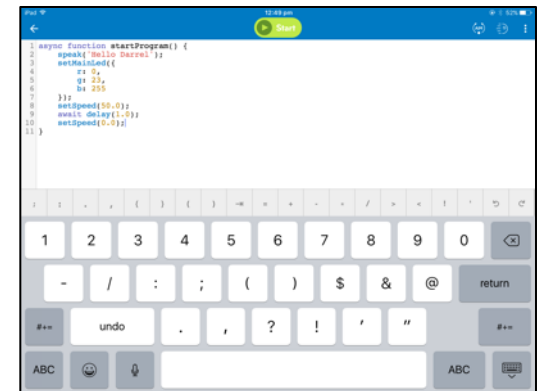 iPad
12:49 pm
52%
Start
1 async function startProgram() {
2 speak('Hello Darrel');
3 setMainLed({
4 r: 0,
5 g: 23,
6 b: 255
7 });
8 setSpeed(50.0);
9 await delay(1.0);
10 setSpeed(0.0);
11 }
1 2 3 4 5 6 7 8 9 0
- / : ; ( ) $ & @ return
#+= undo . , ? ! ' " #+=
ABC ABC